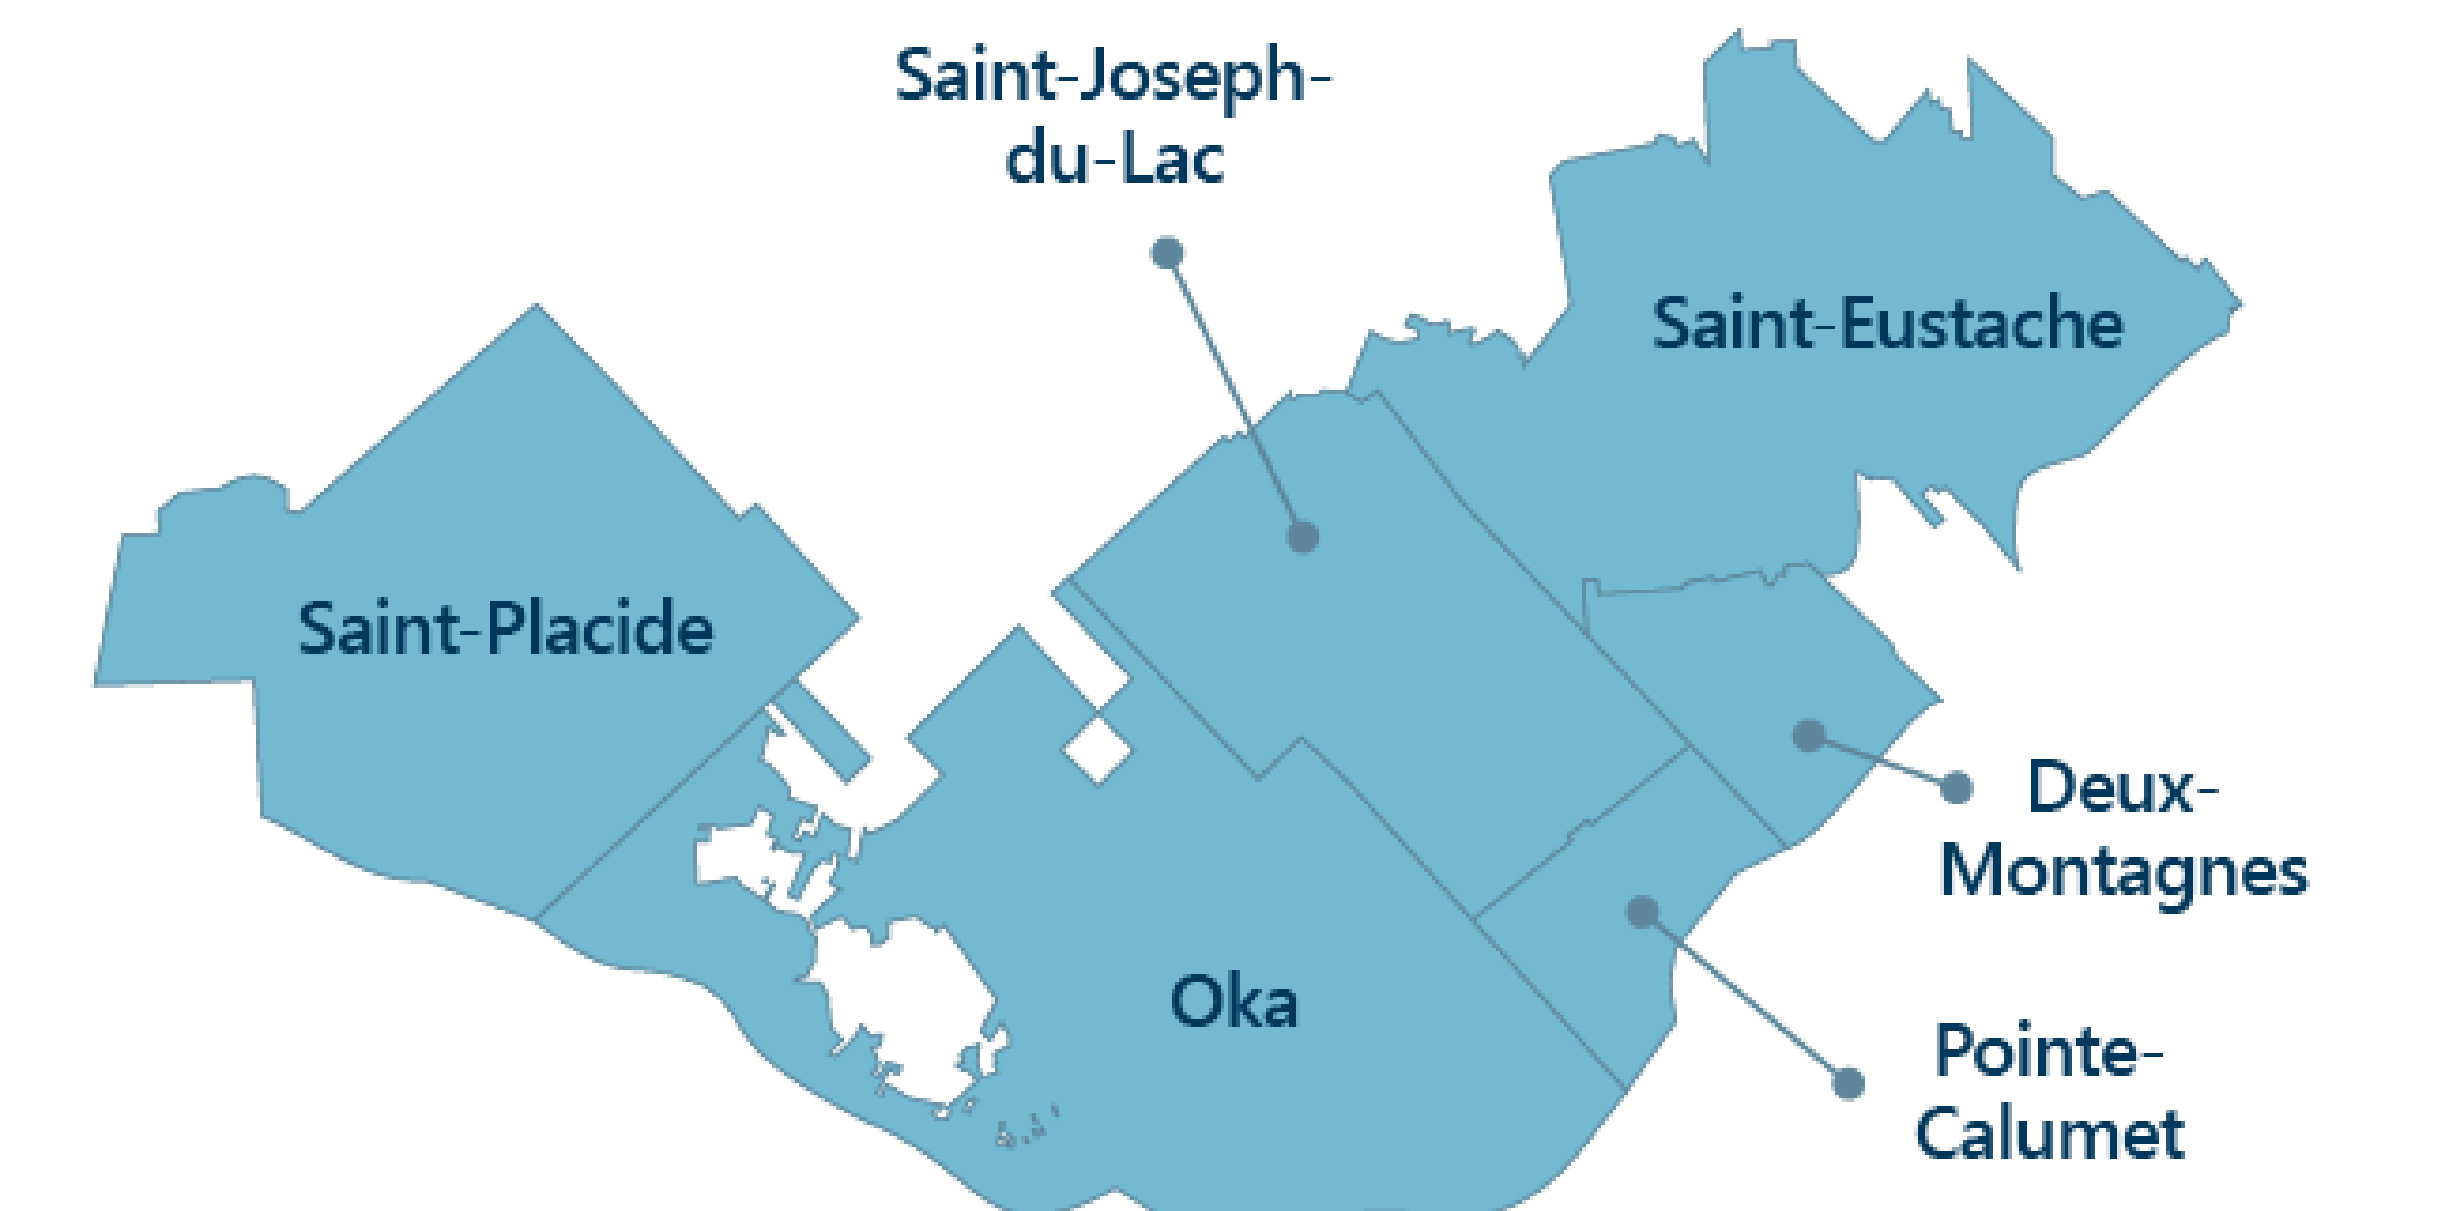 Saint-Joseph-
du-Lac
Saint-Eustache
Saint-Placide
Deux-
Montagnes
Oka
Pointe-
Calumet